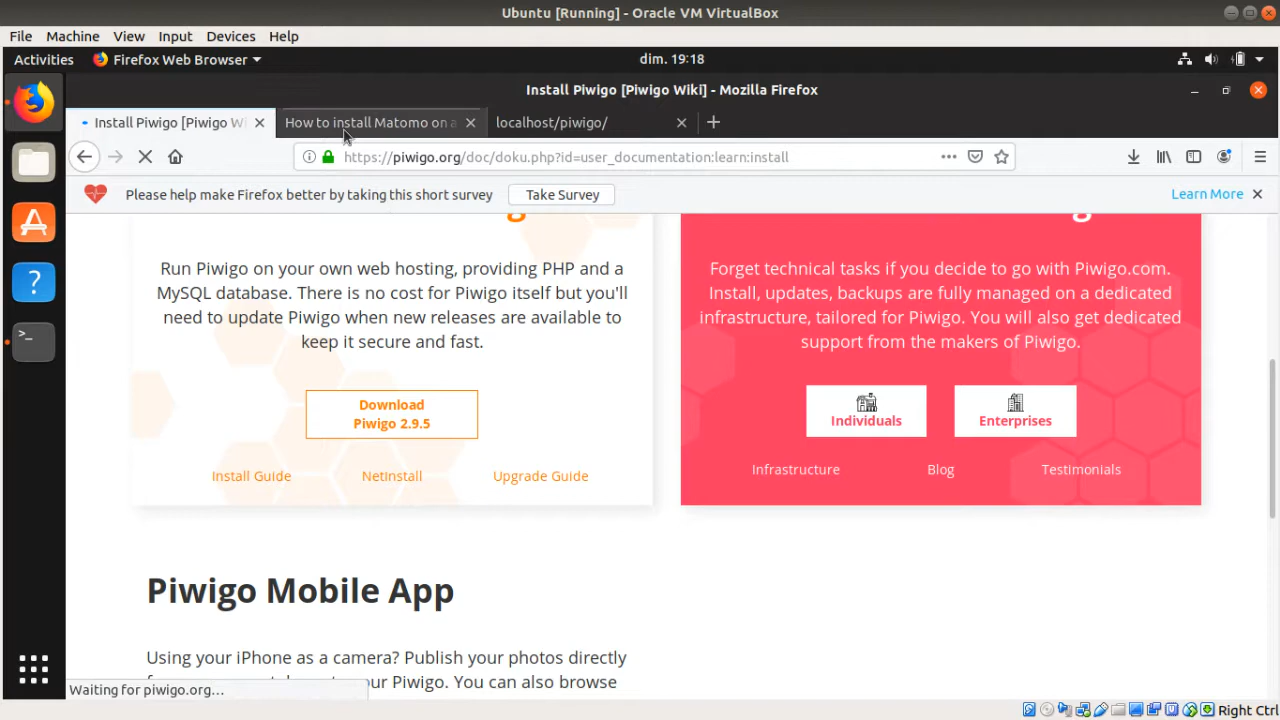 Ubuntu [Running] - Oracle VM VirtualBox
File Machine View Input Devices Help
Activities Firefox Web Browser dim. 19:18
Install Piwigo [Piwigo Wiki] - Mozilla Firefox
Install Piwigo [Piwigo Wi How to install Matomo on a localhost/piwigo/
https://piwigo.org/doc/doku.php?id=user_documentation:learn:install
Please help make Firefox better by taking this short survey Take Survey Learn More
Run Piwigo on your own web hosting, providing PHP and a
MySQL database. There is no cost for Piwigo itself but you'll
need to update Piwigo when new releases are available to
keep it secure and fast.
Download
Piwigo 2.9.5
Install Guide NetInstall Upgrade Guide
Forget technical tasks if you decide to go with Piwigo.com.
Install, updates, backups are fully managed on a dedicated
infrastructure, tailored for Piwigo. You will also get dedicated
support from the makers of Piwigo.
Individuals Enterprises
Infrastructure Blog Testimonials
Piwigo Mobile App
Using your iPhone as a camera? Publish your photos directly
your Piwigo. You can also browse
Waiting for piwigo.org...
Right Ctrl